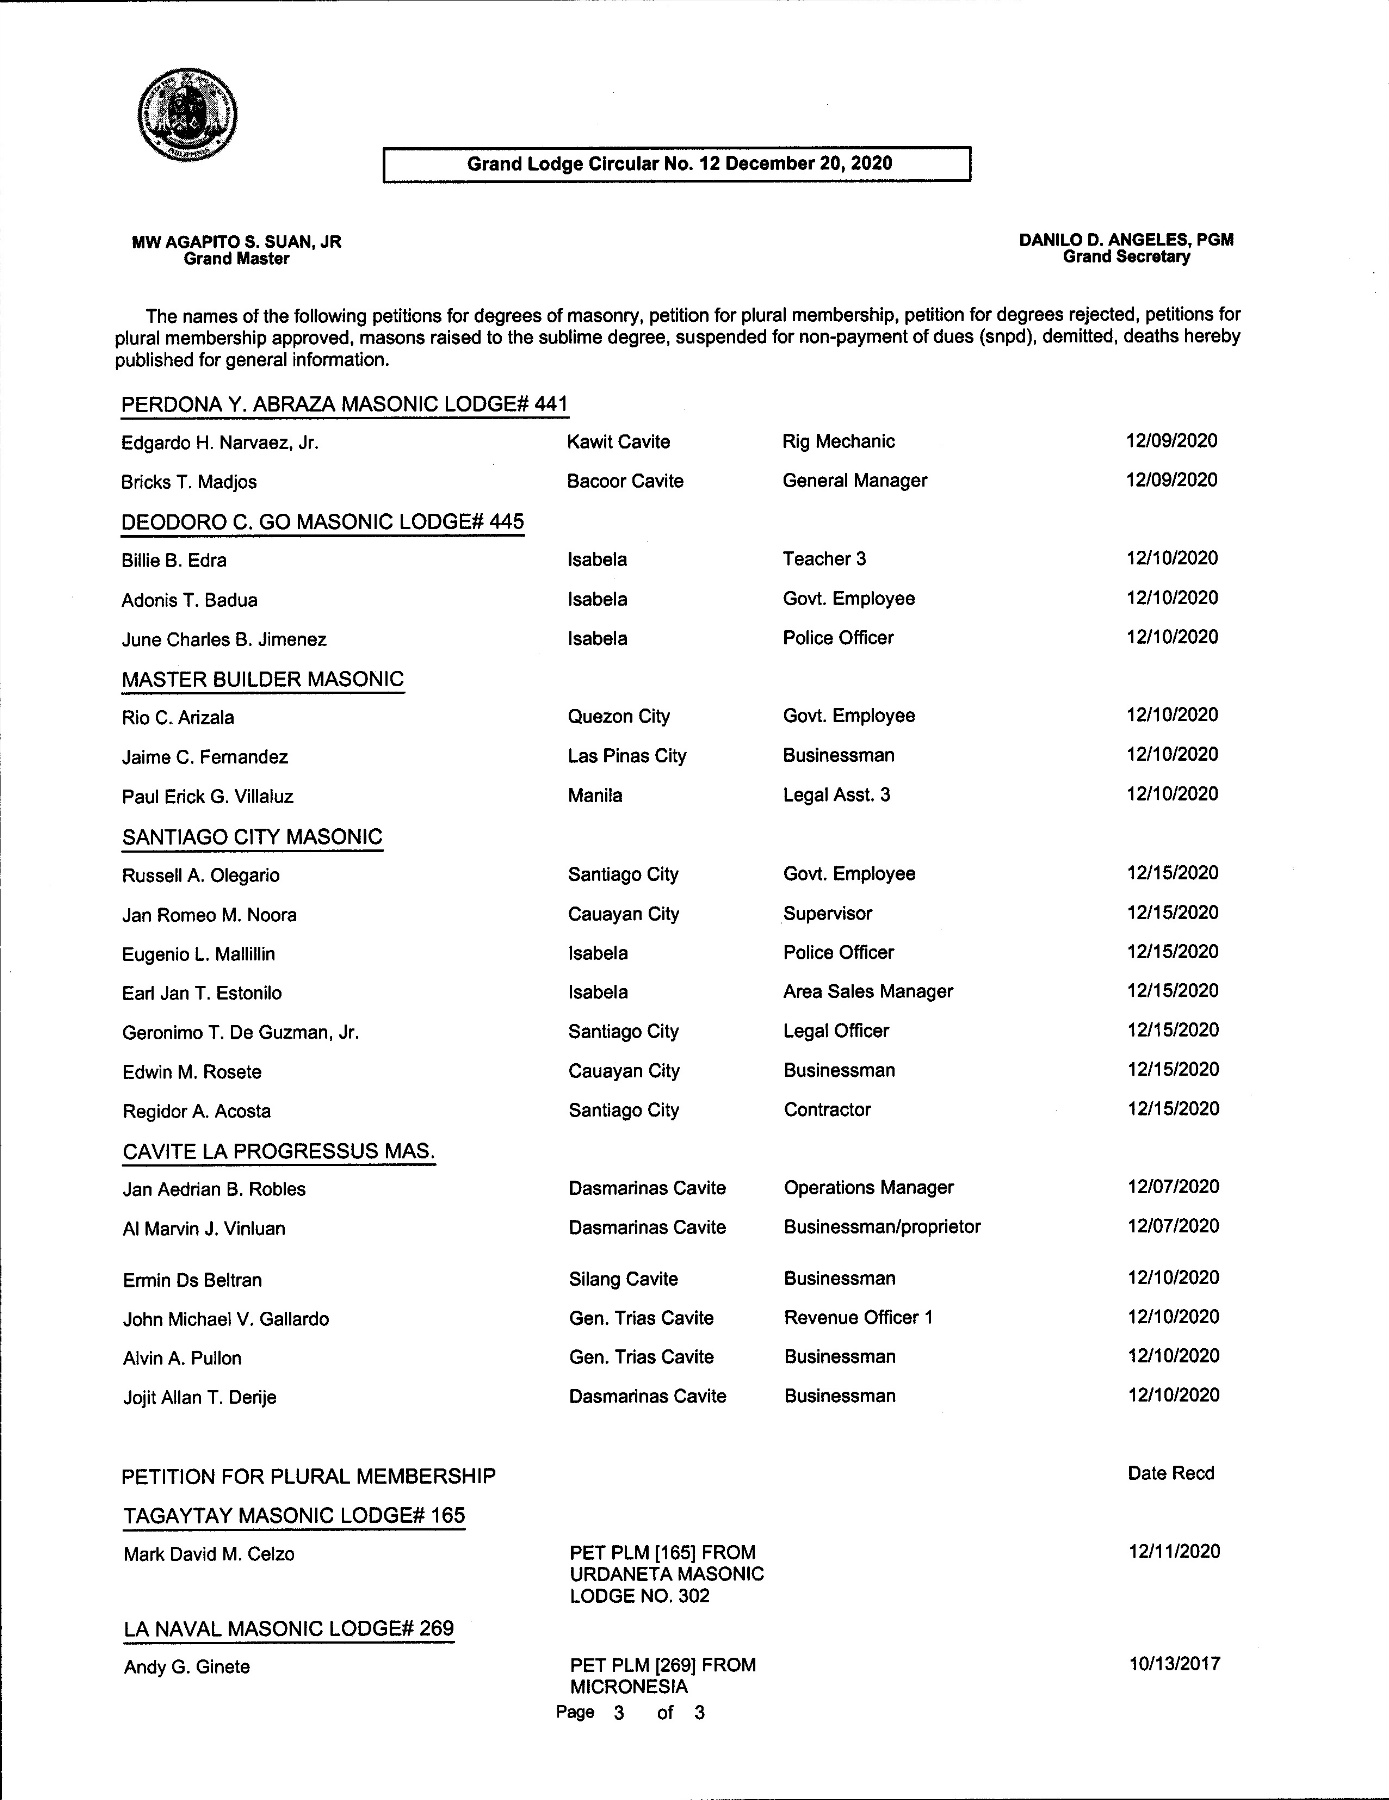 Grand Lodge Circular No. 12 December 20, 2020
MW AGAPITO S. SUAN, JR
Grand Master
DANILO D. ANGELES, PGM
Grand Secretary
The names of the following petitions for degrees of masonry, petition for plural membership, petition for degrees rejected, petitions for
plural membership approved, masons raised to the sublime degree, suspended for non-payment of dues (snpd), demitted, deaths hereby
published for general information.
PERDONA Y. ABRAZA MASONIC LODGE# 441
Edgardo H. Narvaez, Jr. Kawit Cavite Rig Mechanic 12/09/2020
Bricks T. Madjos Bacoor Cavite General Manager 12/09/2020
DEODORO C. GO MASONIC LODGE# 445
Billie B. Edra Isabela Teacher 3 12/10/2020
Adonis T. Badua Isabela Govt. Employee 12/10/2020
June Charles B. Jimenez Isabela Police Officer 12/10/2020
MASTER BUILDER MASONIC
Rio C. Arizala Quezon City Govt. Employee 12/10/2020
Jaime C. Fernandez Las Pinas City Businessman 12/10/2020
Paul Erick G. Villaluz Manila Legal Asst. 3 12/10/2020
SANTIAGO CITY MASONIC
Russell A. Olegario Santiago City Govt. Employee 12/15/2020
Jan Romeo M. Noora Cauayan City Supervisor 12/15/2020
Eugenio L. Mallillin Isabela Police Officer 12/15/2020
Earl Jan T. Estonilo Isabela Area Sales Manager 12/15/2020
Geronimo T. De Guzman, Jr. Santiago City Legal Officer 12/15/2020
Edwin M. Rosete Cauayan City Businessman 12/15/2020
Regidor A. Acosta Santiago City Contractor 12/15/2020
CAVITE LA PROGRESSUS MAS.
Jan Aedrian B. Robles Dasmarinas Cavite Operations Manager 12/07/2020
Al Marvin J. Vinluan Dasmarinas Cavite Businessman/proprietor 12/07/2020
Ermin Ds Beltran Silang Cavite Businessman 12/10/2020
John Michael V. Gallardo Gen. Trias Cavite Revenue Officer 1 12/10/2020
Alvin A. Pullon Gen. Trias Cavite Businessman 12/10/2020
Jojit Allan T. Derije Dasmarinas Cavite Businessman 12/10/2020
PETITION FOR PLURAL MEMBERSHIP Date Recd
TAGAYTAY MASONIC LODGE# 165
Mark David M. Celzo PET PLM [165] FROM 12/11/2020
URDANETA MASONIC
LODGE NO. 302
LA NAVAL MASONIC LODGE# 269
Andy G. Ginete PET PLM [269] FROM 10/13/2017
MICRONESIA
Page 3 of 3